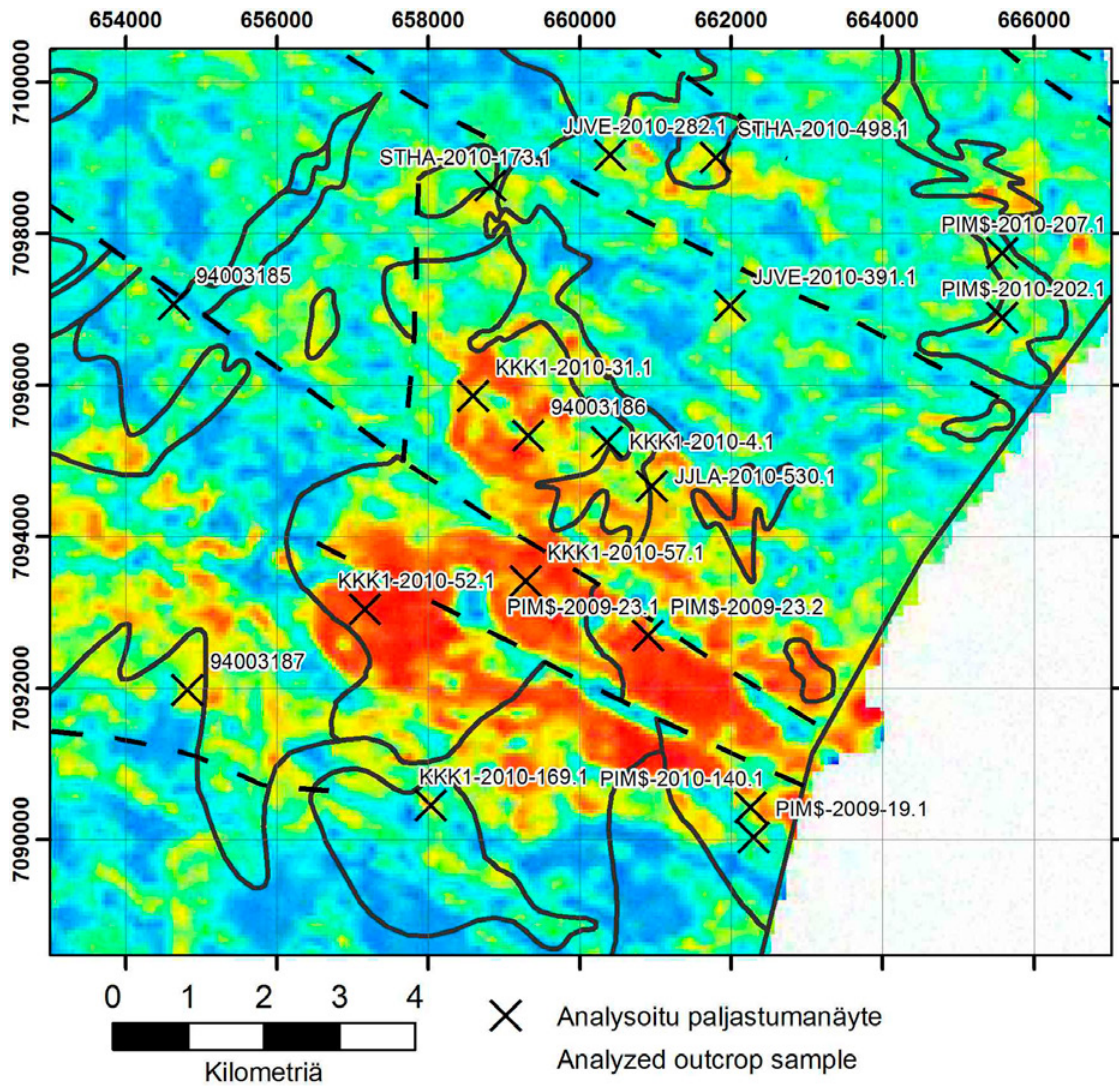 654000 656000 658000 660000 662000 664000 666000
7100000
JJVE-2010-282.1 STHA-2010-498.1
STHA-2010-173.1
7098000
PIM$-2010-207.1
94003185 JJVE-2010-391.1
PIM$-2010-202.1
7096000
KKK1-2010-31.1
94003186
KKK1-2010-4.1
JJLA-2010-530.1
7094000
KKK1-2010-57.1
KKK1-2010-52.1
PIM$-2009-23.1 PIM$-2009-23.2
94003187
7092000
KKK1-2010-169.1 PIM$-2010-140.1
PIM$-2009-19.1
7090000
0 1 2 3 4
Kilometriä
Analysoitu paljastumanäyte
Analyzed outcrop sample